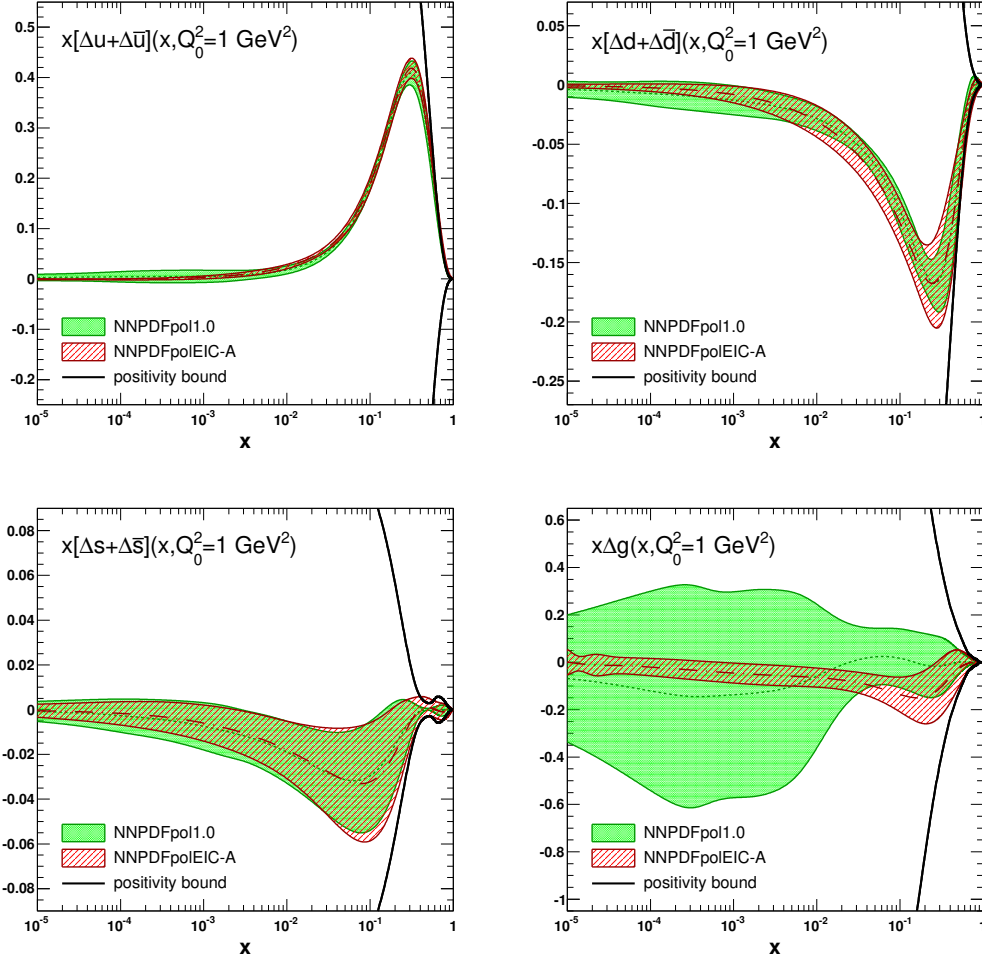 x[Δu+Δū](x,Q₀²=1 GeV²)
0.5
0.4
0.3
0.2
0.1
0
-0.1
-0.2
NNPDFpol1.0
NNPDFpolEIC-A
positivity bound
10⁻⁵ 10⁻⁴ 10⁻³ 10⁻² 10⁻¹ 1
x
x[Δd+Δd̄](x,Q₀²=1 GeV²)
0.05
0
-0.05
-0.1
-0.15
-0.2
-0.25
NNPDFpol1.0
NNPDFpolEIC-A
positivity bound
10⁻⁵ 10⁻⁴ 10⁻³ 10⁻² 10⁻¹ 1
x
x[Δs+Δs̄](x,Q₀²=1 GeV²)
0.08
0.06
0.04
0.02
0
-0.02
-0.04
-0.06
-0.08
NNPDFpol1.0
NNPDFpolEIC-A
positivity bound
10⁻⁵ 10⁻⁴ 10⁻³ 10⁻² 10⁻¹ 1
x
xΔg(x,Q₀²=1 GeV²)
0.6
0.4
0.2
0
-0.2
-0.4
-0.6
-0.8
-1
NNPDFpol1.0
NNPDFpolEIC-A
positivity bound
10⁻⁵ 10⁻⁴ 10⁻³ 10⁻² 10⁻¹ 1
x